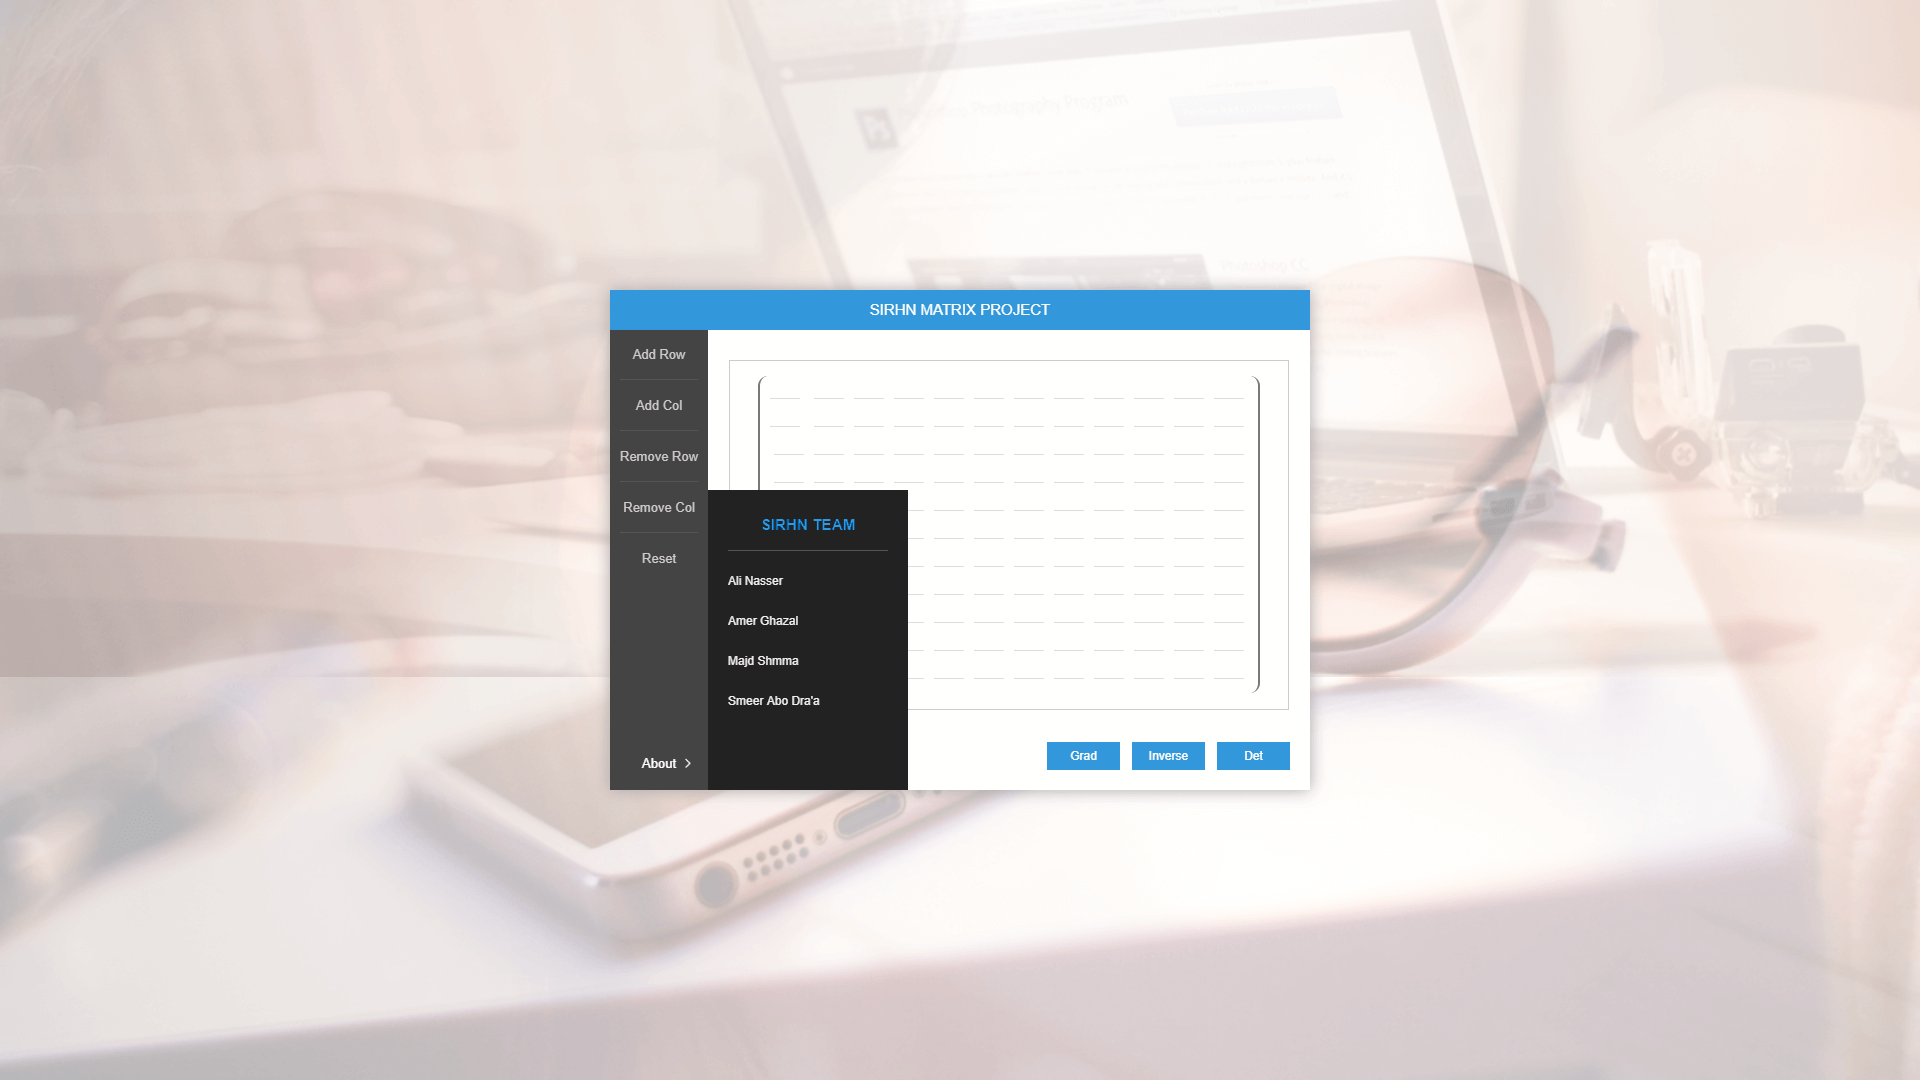 SIRHN MATRIX PROJECT
Add Row
Add Col
Remove Row
Remove Col
Reset
About
SIRHN TEAM
Ali Nasser
Amer Ghazal
Majd Shmma
Smeer Abo Dra'a
Grad
Inverse
Det